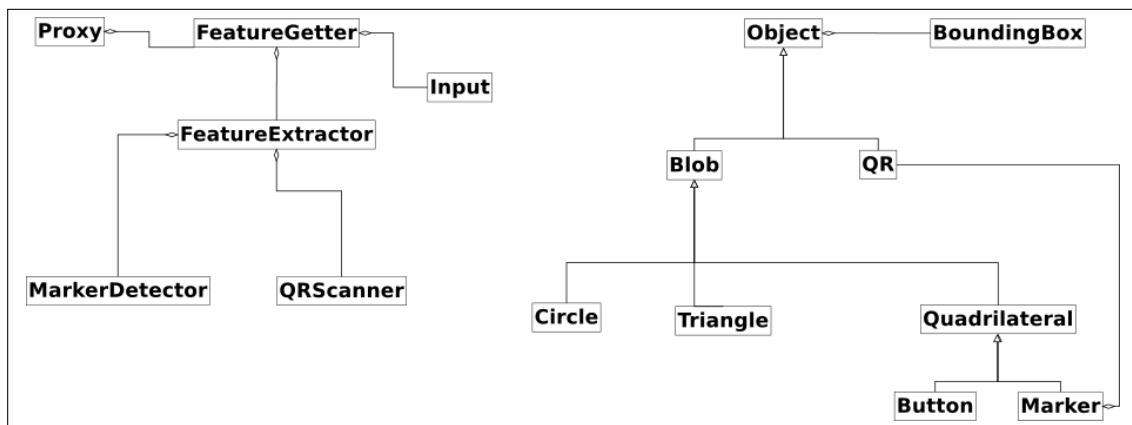 Proxy
FeatureGetter
Input
FeatureExtractor
MarkerDetector
QRScanner
Object
BoundingBox
Blob
QR
Circle
Triangle
Quadrilateral
Button
Marker